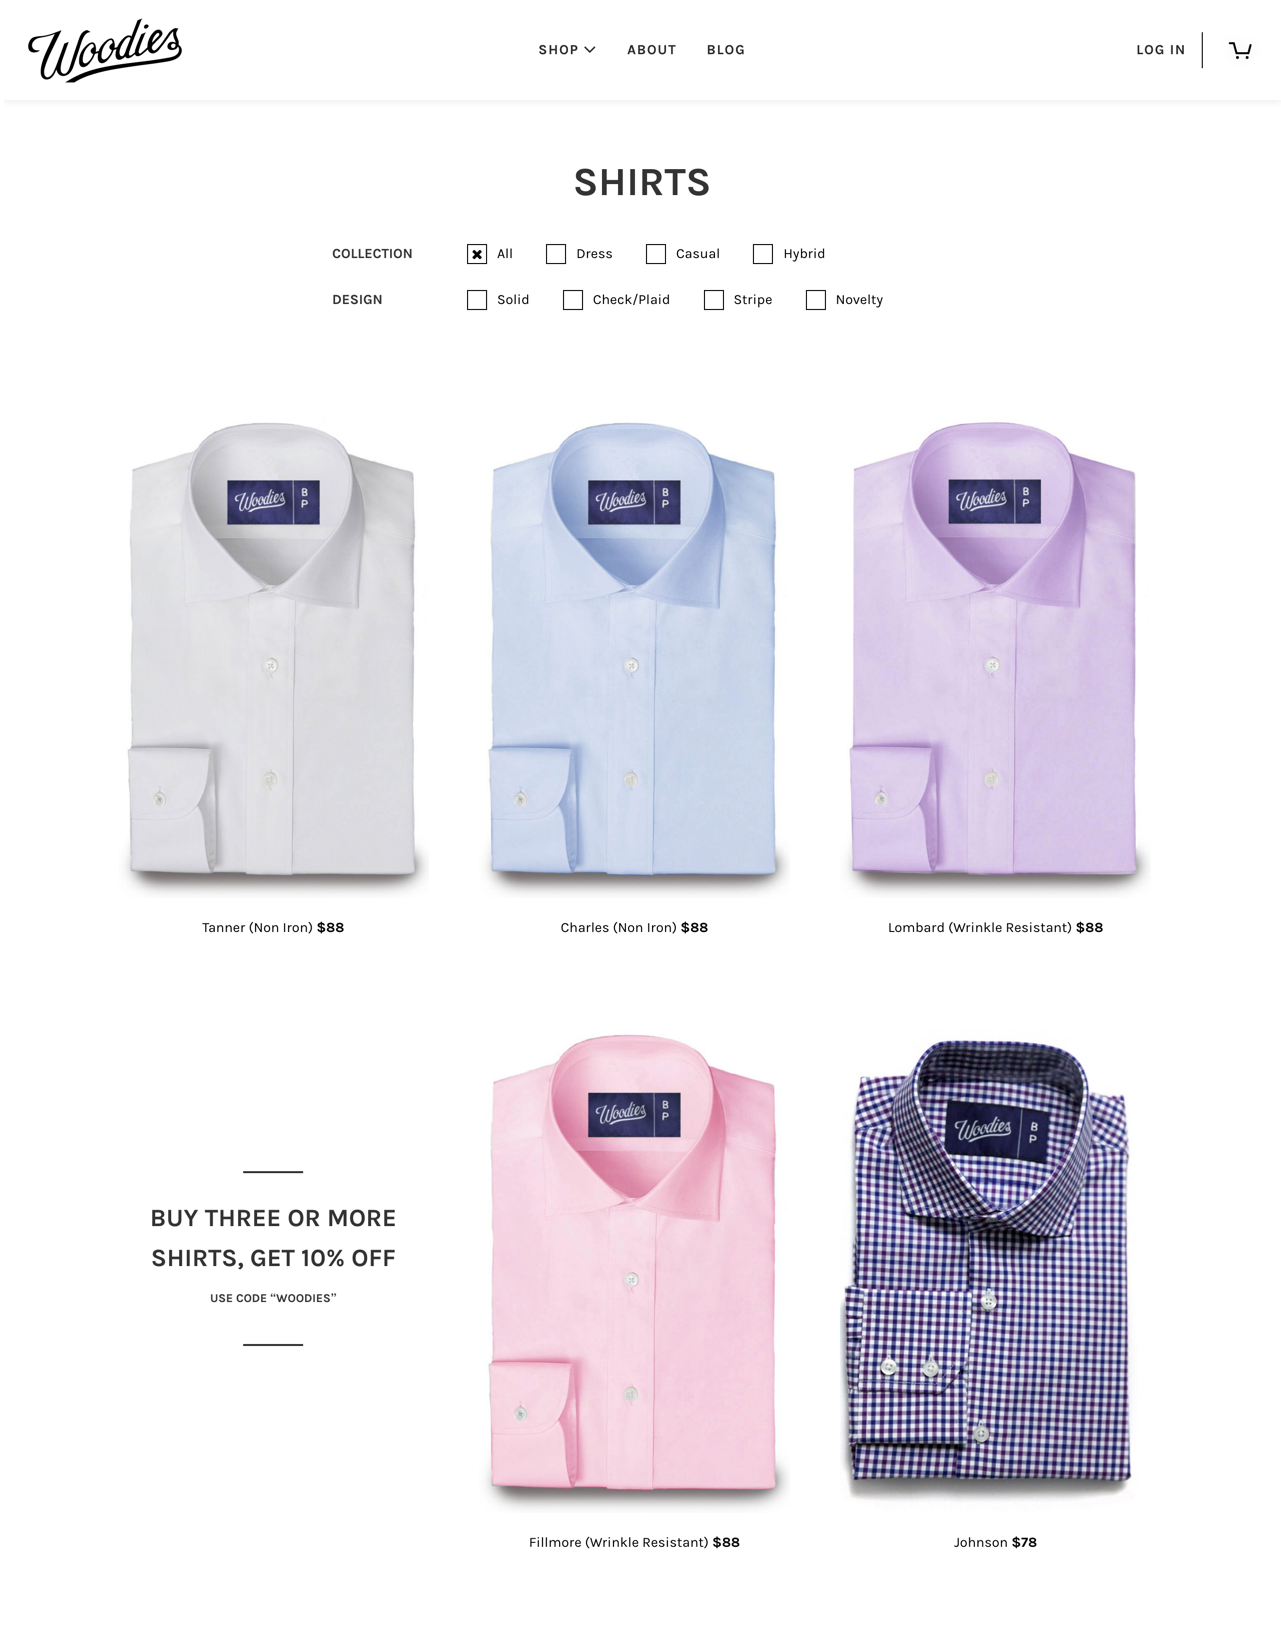 Woodies
SHOP ABOUT BLOG
LOG IN
SHIRTS
COLLECTION All Dress Casual Hybrid
DESIGN Solid Check/Plaid Stripe Novelty
Woodies B P
Woodies B P
Woodies B P
Tanner (Non Iron) $88
Charles (Non Iron) $88
Lombard (Wrinkle Resistant) $88
BUY THREE OR MORE
SHIRTS, GET 10% OFF
USE CODE “WOODIES”
Woodies B P
Woodies B P
Fillmore (Wrinkle Resistant) $88
Johnson $78